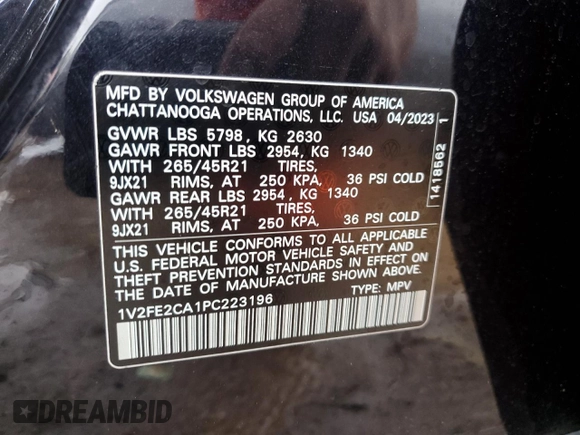 MFD BY VOLKSWAGEN GROUP OF AMERICA
CHATTANOOGA OPERATIONS, LLC. USA 04/2023
GVWR LBS 5798, KG 2630
GAWR FRONT LBS 2954, KG 1340
WITH 265/45R21 TIRES,
9JX21 RIMS, AT 250 KPA, 36 PSI COLD
GAWR REAR LBS 2954, KG 1340
WITH 265/45R21 TIRES,
9JX21 RIMS, AT 250 KPA, 36 PSI COLD
THIS VEHICLE CONFORMS TO ALL APPLICABLE
U.S. FEDERAL MOTOR VEHICLE SAFETY AND
THEFT PREVENTION STANDARDS IN EFFECT ON
THE DATE OF MANUFACTURE SHOWN ABOVE.
1V2FE2CA1PC223196 TYPE: MPV
1418562 1
DREAMBID